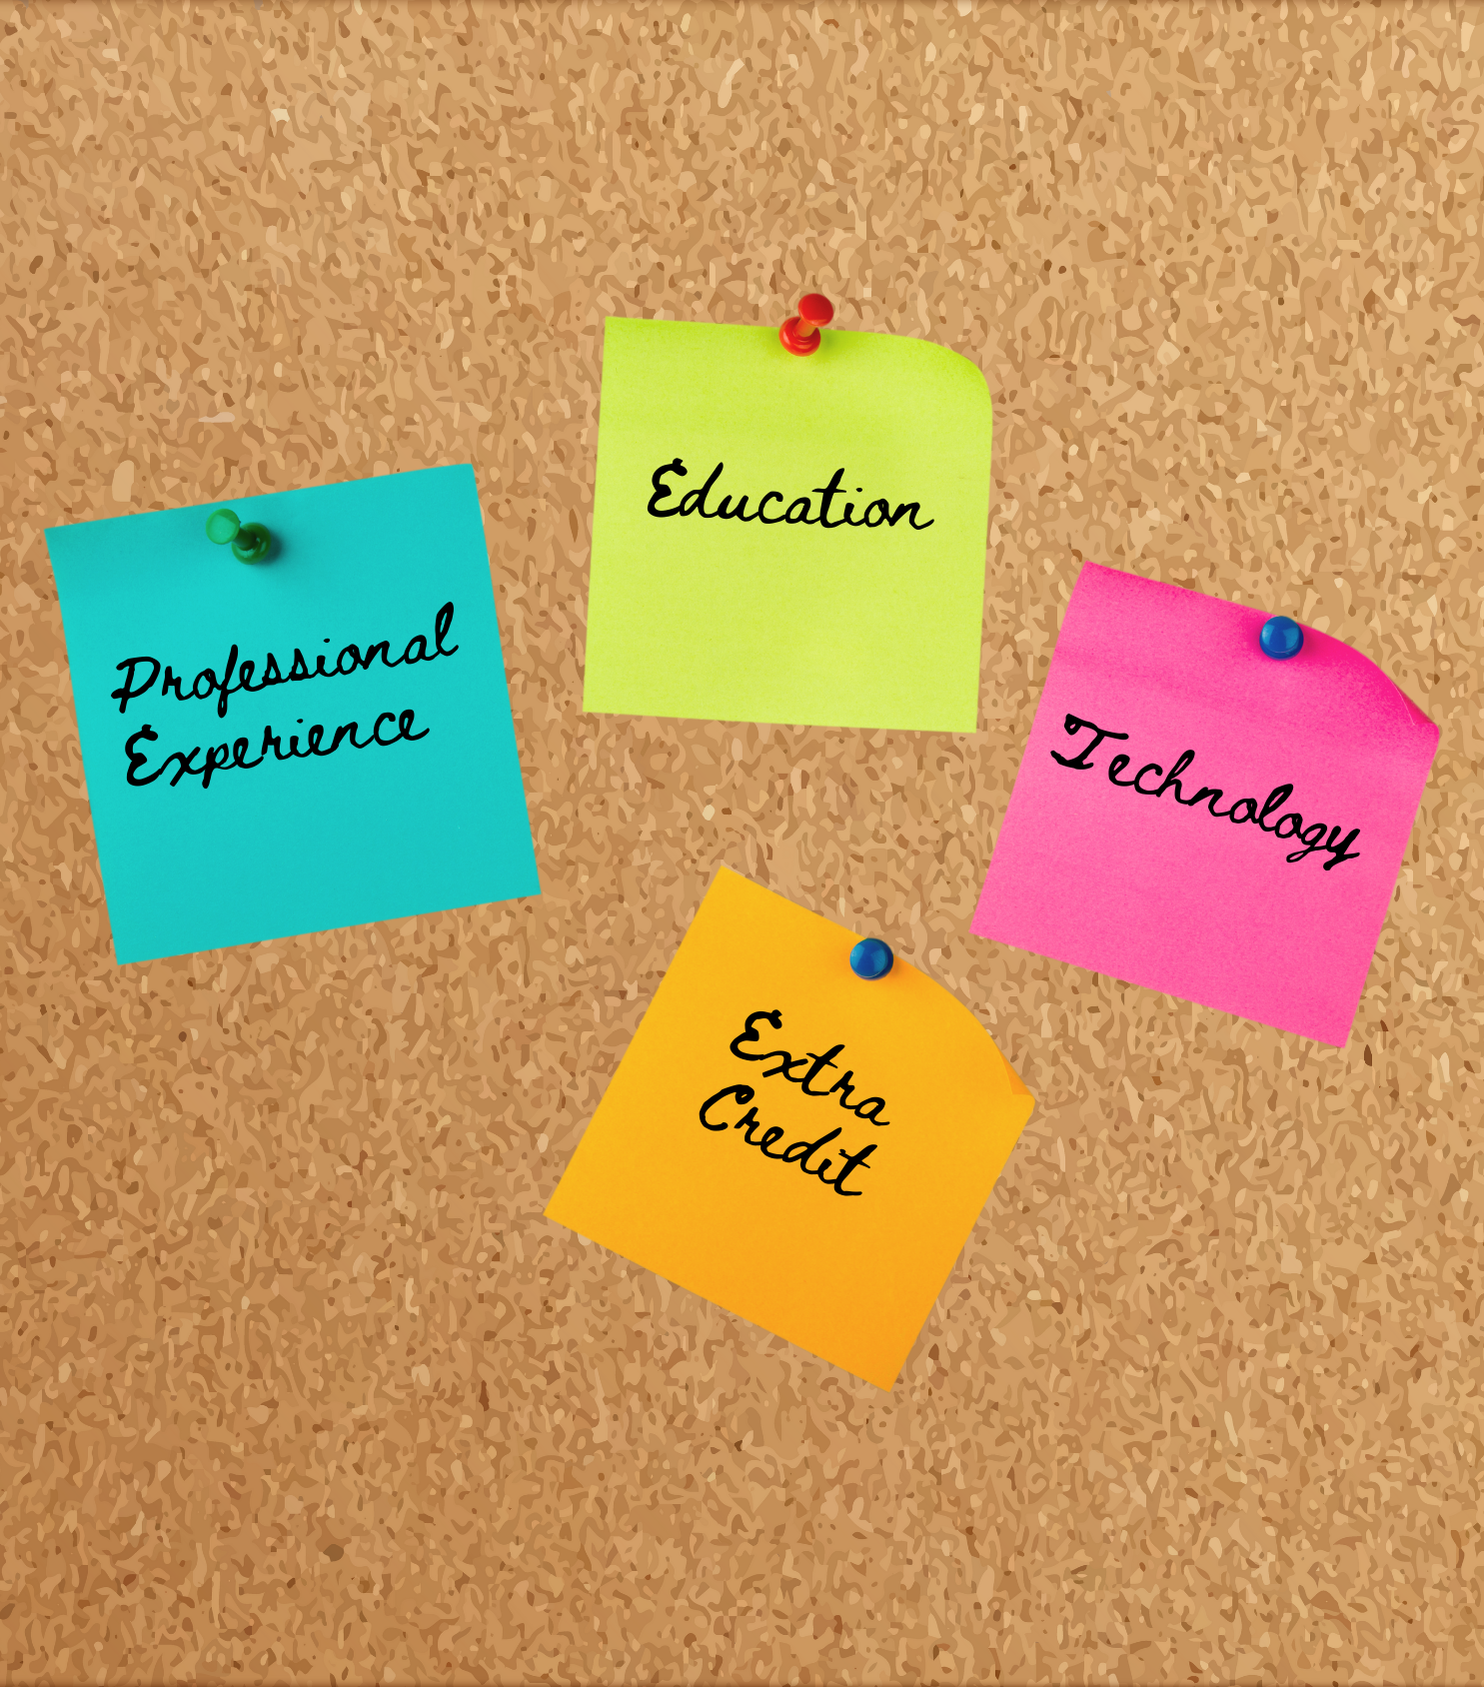 Education
Professional
Experience
Technology
Extra
Credit